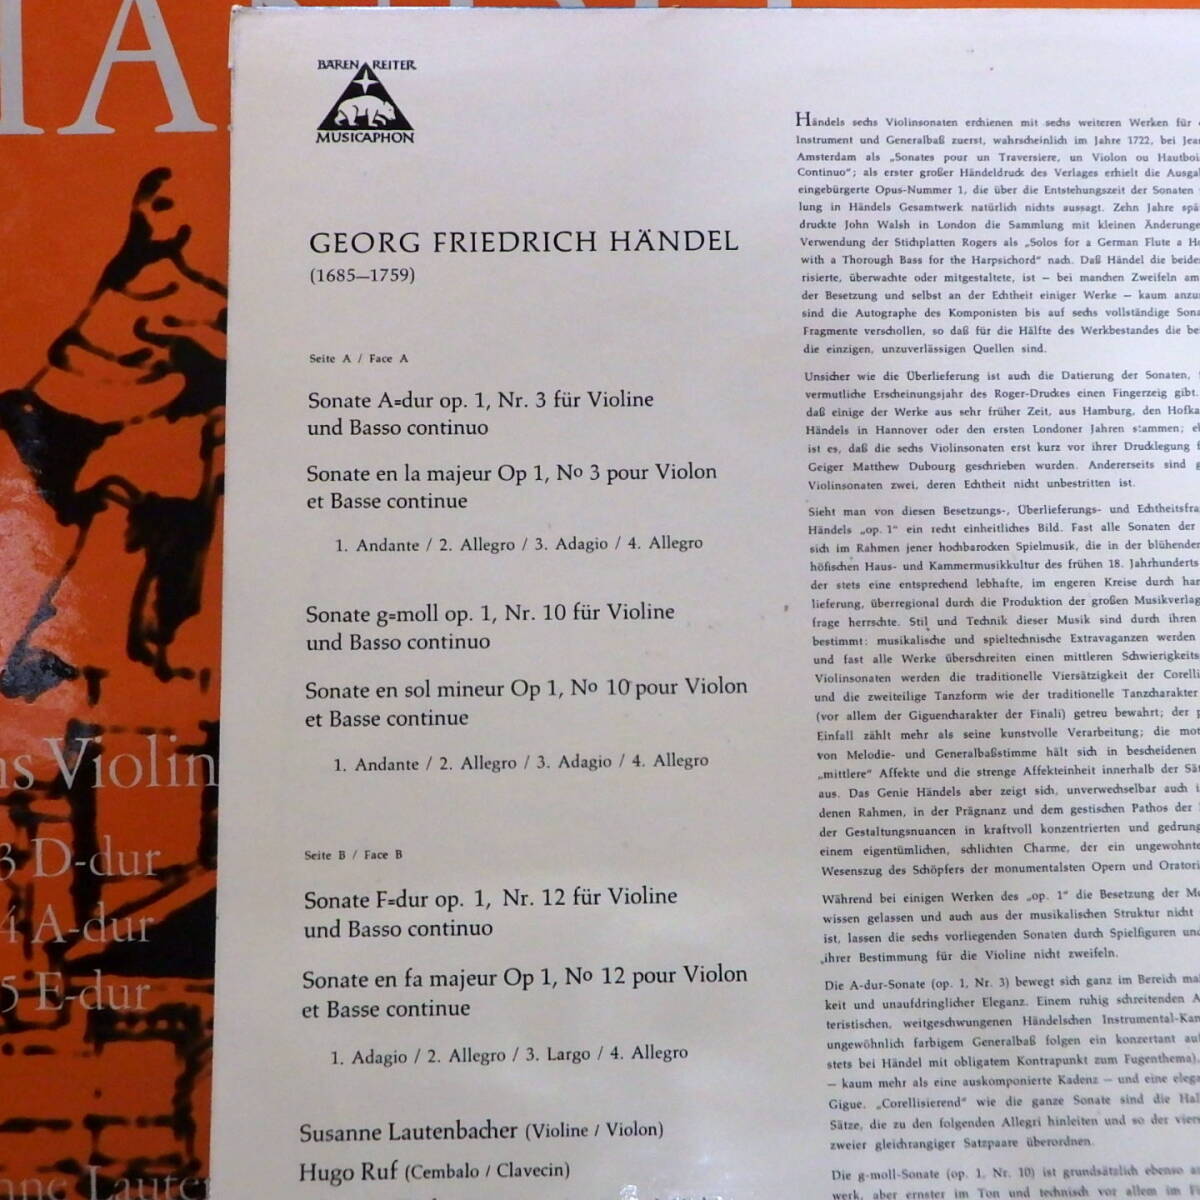 BÄREN REITER
MUSICAPHON
GEORG FRIEDRICH HÄNDEL
(1685—1759)
Seite A / Face A
Sonate A=dur op. 1, Nr. 3 für Violine
und Basso continuo
Sonate en la majeur Op 1, No 3 pour Violon
et Basse continue
1. Andante / 2. Allegro / 3. Adagio / 4. Allegro
Sonate g=moll op. 1, Nr. 10 für Violine
und Basso continuo
Sonate en sol mineur Op 1, No 10 pour Violon
et Basse continue
1. Andante / 2. Allegro / 3. Adagio / 4. Allegro
Seite B / Face B
Sonate F=dur op. 1, Nr. 12 für Violine
und Basso continuo
Sonate en fa majeur Op 1, No 12 pour Violon
et Basse continue
1. Adagio / 2. Allegro / 3. Largo / 4. Allegro
Susanne Lautenbacher (Violine / Violon)
Hugo Ruf (Cembalo / Clavecin)
Händels sechs Violinsonaten erschienen mit sechs weiteren Werken für
Instrument und Generalbaß zuerst, wahrscheinlich im Jahre 1722, bei Jean
Amsterdam als „Sonates pour un Traversiere, un Violon ou Hautboi
Continuo“; als erster großer Händeldruck des Verlages erhielt die Ausga
eingebürgerte Opus-Nummer 1, die über die Entstehungszeit der Sonaten
lung in Händels Gesamtwerk natürlich nichts aussagt. Zehn Jahre spä
druckte John Walsh in London die Sammlung mit kleinen Änderunge
Verwendung der Stichplatten Rogers als „Solos for a German Flute a H
with a Thorough Bass for the Harpsichord“ nach. Daß Händel die beide
risierte, überwachte oder mitgestaltete, ist — bei manchen Zweifeln am
der Besetzung und selbst an der Echtheit einiger Werke — kaum anzu
sind die Autographe des Komponisten bis auf sechs vollständige Sona
Fragmente verschollen, so daß für die Hälfte des Werkbestandes die be
die einzigen, unzuverlässigen Quellen sind.
Unsicher wie die Überlieferung ist auch die Datierung der Sonaten,
vermutliche Erscheinungsjahr des Roger-Druckes einen Fingerzeig gibt.
daß einige der Werke aus sehr früher Zeit, aus Hamburg, den Hofka
Händels in Hannover oder den ersten Londoner Jahren stammen; e
ist es, daß die sechs Violinsonaten erst kurz vor ihrer Drucklegung f
Geiger Matthew Dubourg geschrieben wurden. Andererseits sind g
Violinsonaten zwei, deren Echtheit nicht unbestritten ist.
Sieht man von diesen Besetzungs-, Überlieferungs- und Echtheitsfra
Händels „op. 1“ ein recht einheitliches Bild. Fast alle Sonaten der
sich im Rahmen jener hochbarocken Spielmusik, die in der blühenden
höfischen Haus- und Kammermusikkultur des frühen 18. Jahrhunderts
der stets eine entsprechend lebhafte, im engeren Kreise durch han
lieferung, überregional durch die Produktion der großen Musikverlag
frage herrschte. Stil und Technik dieser Musik sind durch ihren
bestimmt: musikalische und spieltechnische Extravaganzen werden
und fast alle Werke überschreiten einen mittleren Schwierigkeits
Violinsonaten werden die traditionelle Viersätzigkeit der Corelli
und die zweiteilige Tanzform wie der traditionelle Tanzcharakter
(vor allem der Giguencharakter der Finali) getreu bewahrt; der p
Einfall zählt mehr als seine kunstvolle Verarbeitung; die mot
von Melodie- und Generalbaßstimme hält sich in bescheidenen
„mittlere“ Affekte und die strenge Affekteinheit innerhalb der Sät
aus. Das Genie Händels aber zeigt sich, unverwechselbar auch i
denen Rahmen, in der Prägnanz und dem gestischen Pathos der
der Gestaltungsnuancen in kraftvoll konzentrierten und gedrung
einem eigentümlichen, schlichten Charme, der ein ungewohnte
Wesenszug des Schöpfers der monumentalsten Opern und Oratori
Während bei einigen Werken des „op. 1“ die Besetzung der Me
wissen gelassen und auch aus der musikalischen Struktur nicht
ist, lassen die sechs vorliegenden Sonaten durch Spielfiguren und
ihrer Bestimmung für die Violine nicht zweifeln.
Die A-dur-Sonate (op. 1, Nr. 3) bewegt sich ganz im Bereich ma
keit und unaufdringlicher Eleganz. Einem ruhig schreitenden A
teristischen, weitgeschwungenen Händelschen Instrumental-Kan
ungewöhnlich farbigem Generalbaß folgen ein konzertant au
stets bei Händel mit obligatem Kontrapunkt zum Fugenthema),
— kaum mehr als eine auskomponierte Kadenz — und eine elega
Gigue. „Corellisierend“ wie die ganze Sonate sind die Hal
Sätze, die zu den folgenden Allegri hinleiten und so der vier
zweier gleichrangiger Satzpaare überordnen.
Die g-moll-Sonate (op. 1, Nr. 10) ist grundsätzlich ebenso a
werk, aber ernster im Ton und technisch vor allem im Fi
ns Violin
3 D-dur
4 A-dur
5 E-dur
nne Lauter